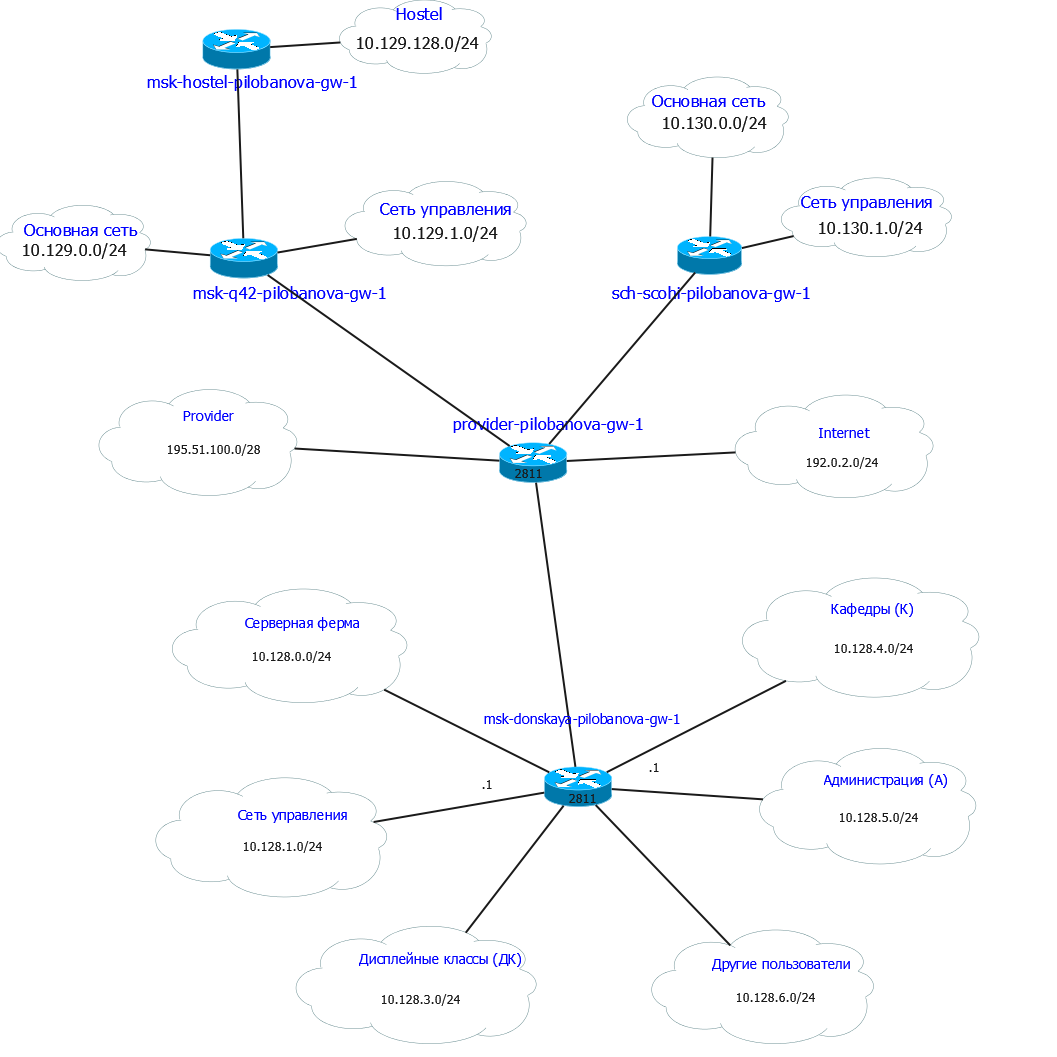 Hostel
10.129.128.0/24
msk-hostel-pilobanova-gw-1
Основная сеть
10.130.0.0/24
Основная сеть
10.129.0.0/24
Сеть управления
10.129.1.0/24
Сеть управления
10.130.1.0/24
msk-q42-pilobanova-gw-1
sch-scohi-pilobanova-gw-1
Provider
195.51.100.0/28
provider-pilobanova-gw-1
2811
Internet
192.0.2.0/24
Серверная ферма
10.128.0.0/24
Кафедры (К)
10.128.4.0/24
msk-donskaya-pilobanova-gw-1
.1
.1
2811
Сеть управления
10.128.1.0/24
Администрация (А)
10.128.5.0/24
Дисплейные классы (ДК)
10.128.3.0/24
Другие пользователи
10.128.6.0/24